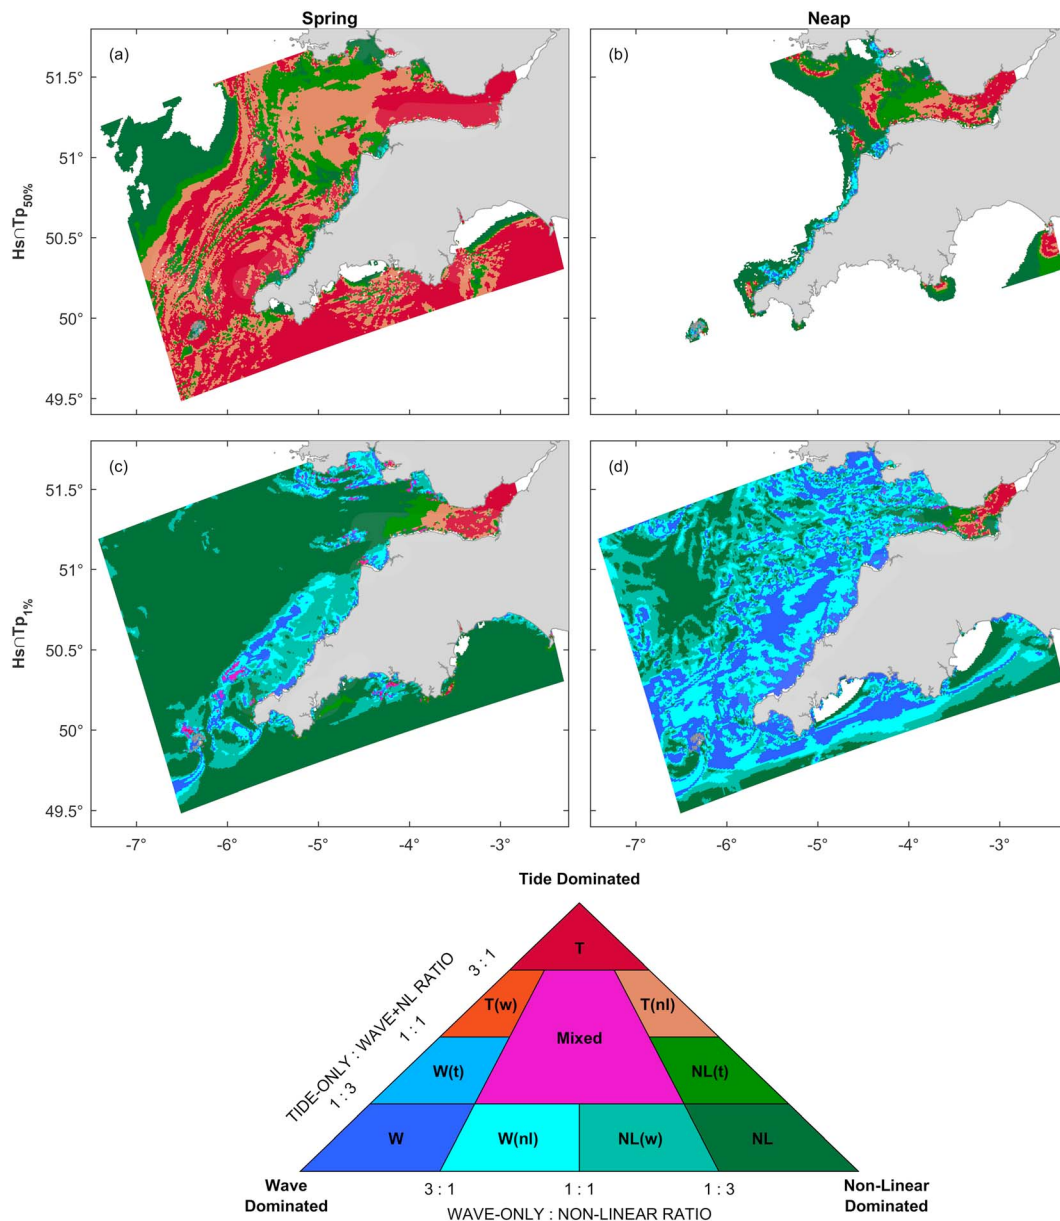 Spring
Neap
(a)
(b)
51.5°
51°
50.5°
50°
49.5°
Hs∩Tp50%
(c)
(d)
51.5°
51°
50.5°
50°
49.5°
Hs∩Tp1%
-7° -6° -5° -4° -3°
-7° -6° -5° -4° -3°
Tide Dominated
T
T(w)
T(nl)
Mixed
W(t)
NL(t)
W
W(nl)
NL(w)
NL
TIDE-ONLY : WAVE+NL RATIO
3 : 1
1 : 1
1 : 3
Wave
Dominated
3 : 1
1 : 1
1 : 3
Non-Linear
Dominated
WAVE-ONLY : NON-LINEAR RATIO